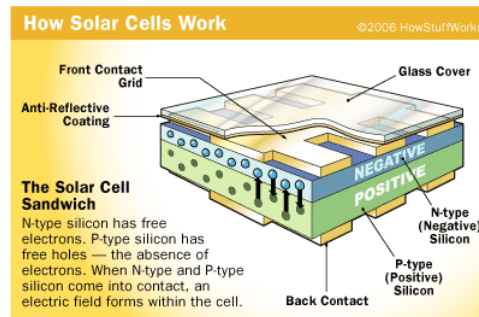 How Solar Cells Work
©2006 HowStuffWorks
Front Contact
Grid
Glass Cover
Anti-Reflective
Coating
NEGATIVE
POSITIVE
The Solar Cell
Sandwich
N-type silicon has free
electrons. P-type silicon has
free holes — the absence of
electrons. When N-type and P-type
silicon come into contact, an
electric field forms within the cell.
N-type
(Negative)
Silicon
P-type
(Positive)
Silicon
Back Contact